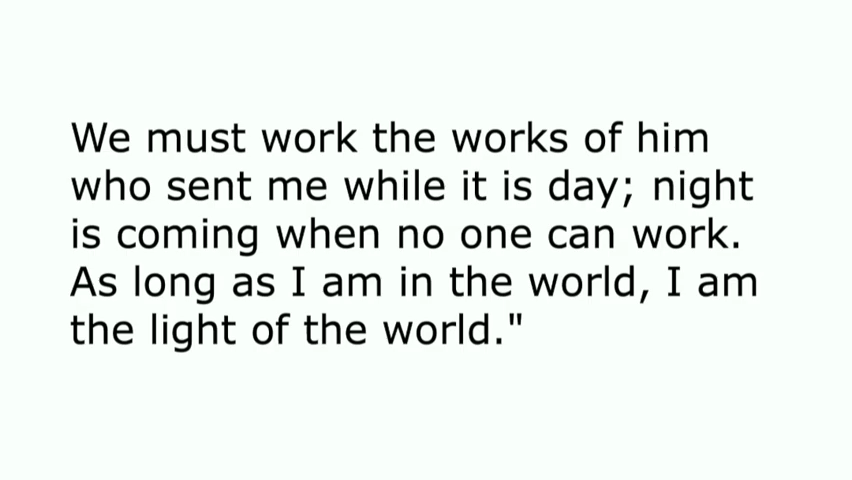 We must work the works of him
who sent me while it is day; night
is coming when no one can work.
As long as I am in the world, I am
the light of the world."